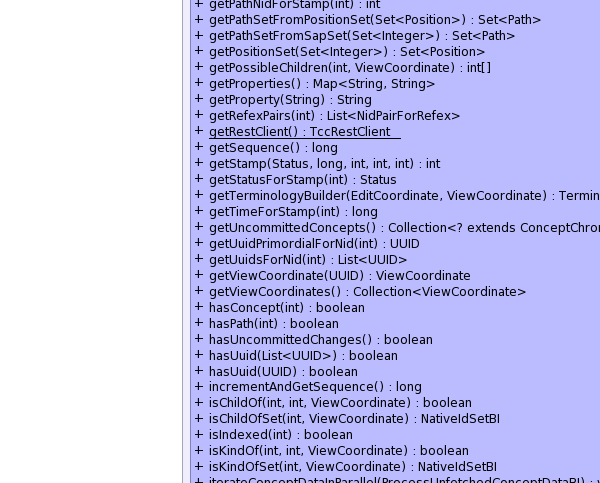 + getPathNidForStamp(int) : int
+ getPathSetFromPositionSet(Set<Position>) : Set<Path>
+ getPathSetFromSapSet(Set<Integer>) : Set<Path>
+ getPositionSet(Set<Integer>) : Set<Position>
+ getPossibleChildren(int, ViewCoordinate) : int[]
+ getProperties() : Map<String, String>
+ getProperty(String) : String
+ getRefexPairs(int) : List<NidPairForRefex>
+ getRestClient() : TccRestClient
+ getSequence() : long
+ getStamp(Status, long, int, int, int) : int
+ getStatusForStamp(int) : Status
+ getTerminologyBuilder(EditCoordinate, ViewCoordinate) : Termin
+ getTimeForStamp(int) : long
+ getUncommittedConcepts() : Collection<? extends ConceptChron
+ getUuidPrimordialForNid(int) : UUID
+ getUuidsForNid(int) : List<UUID>
+ getViewCoordinate(UUID) : ViewCoordinate
+ getViewCoordinates() : Collection<ViewCoordinate>
+ hasConcept(int) : boolean
+ hasPath(int) : boolean
+ hasUncommittedChanges() : boolean
+ hasUuid(List<UUID>) : boolean
+ hasUuid(UUID) : boolean
+ incrementAndGetSequence() : long
+ isChildOf(int, int, ViewCoordinate) : boolean
+ isChildOfSet(int, ViewCoordinate) : NativeIdSetBI
+ isIndexed(int) : boolean
+ isKindOf(int, int, ViewCoordinate) : boolean
+ isKindOfSet(int, ViewCoordinate) : NativeIdSetBI
+ iterateConceptDataInParallel(ProcessUnfetchedConceptDataBI) : v